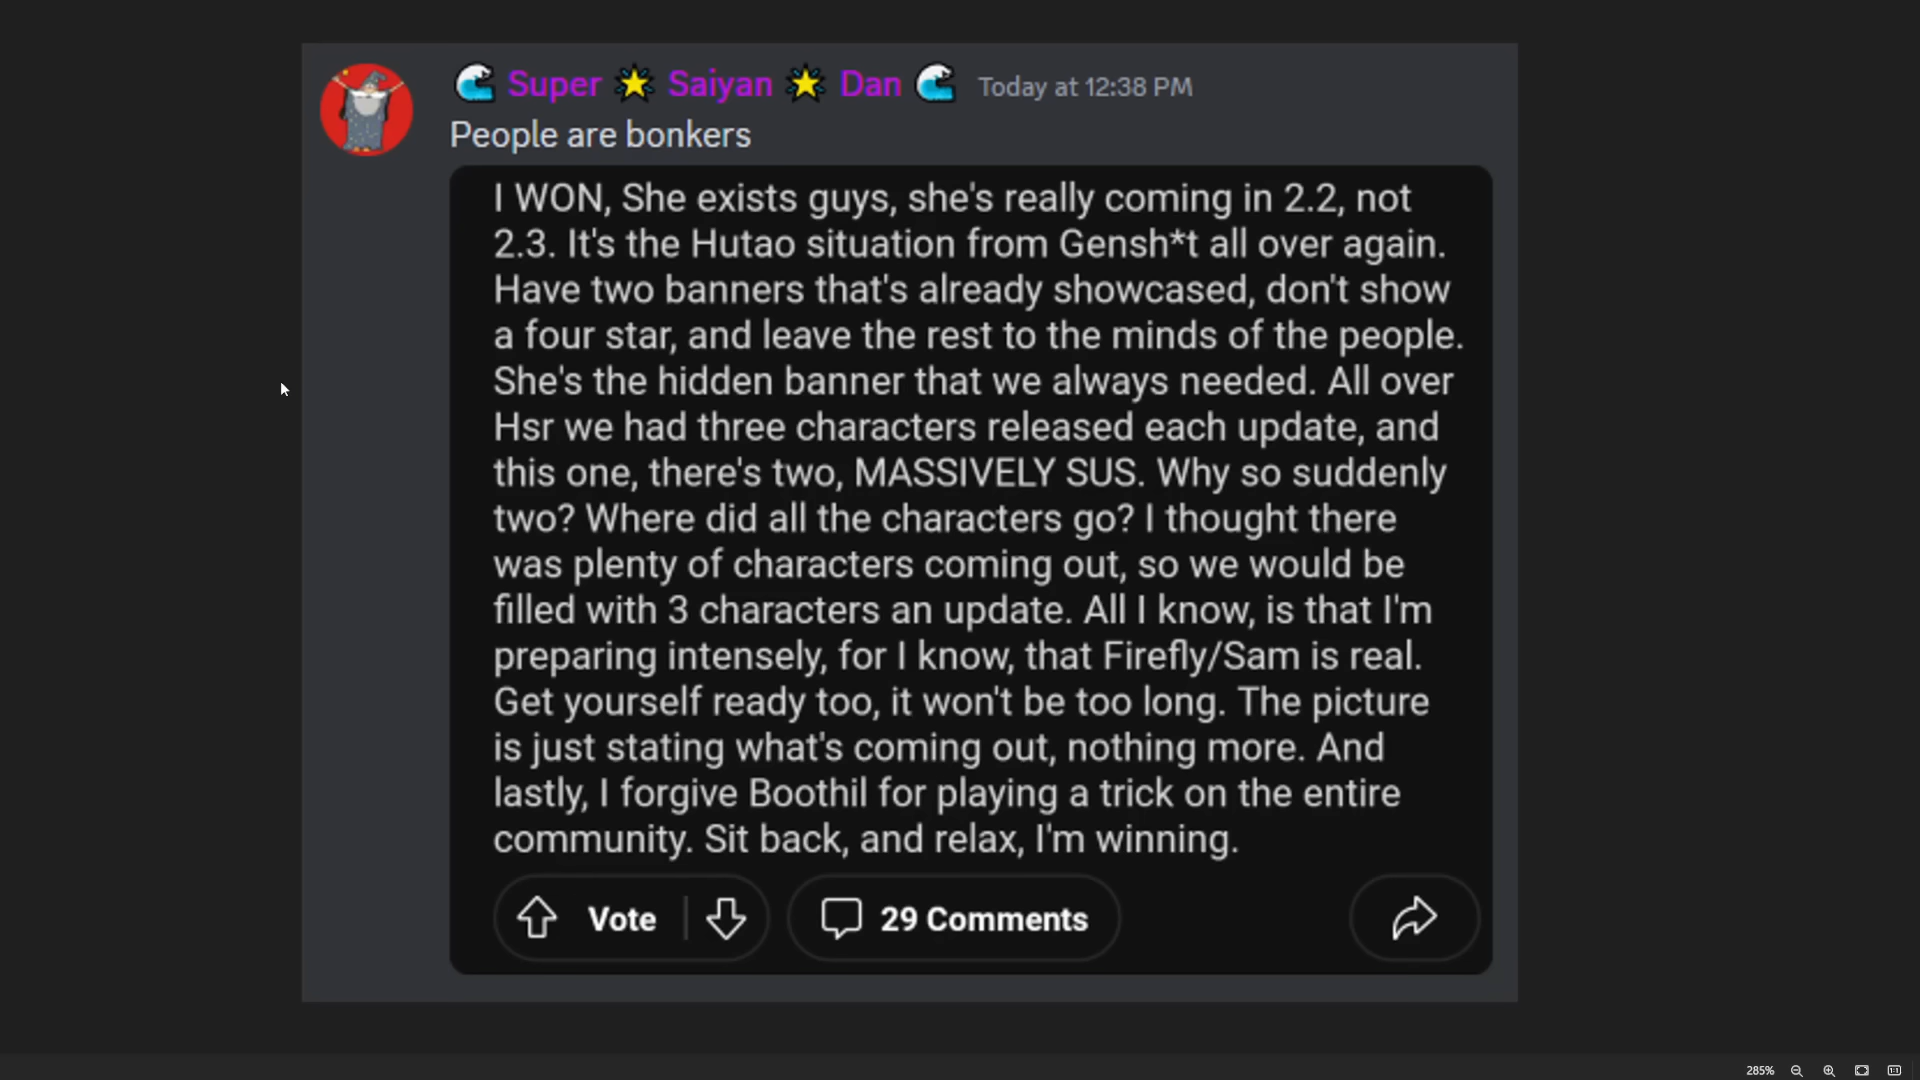 Super Saiyan Dan Today at 12:38 PM
People are bonkers
I WON, She exists guys, she's really coming in 2.2, not
2.3. It's the Hutao situation from Gensh*t all over again.
Have two banners that's already showcased, don't show
a four star, and leave the rest to the minds of the people.
She's the hidden banner that we always needed. All over
Hsr we had three characters released each update, and
this one, there's two, MASSIVELY SUS. Why so suddenly
two? Where did all the characters go? I thought there
was plenty of characters coming out, so we would be
filled with 3 characters an update. All I know, is that I'm
preparing intensely, for I know, that Firefly/Sam is real.
Get yourself ready too, it won't be too long. The picture
is just stating what's coming out, nothing more. And
lastly, I forgive Boothil for playing a trick on the entire
community. Sit back, and relax, I'm winning.
Vote 29 Comments
285%